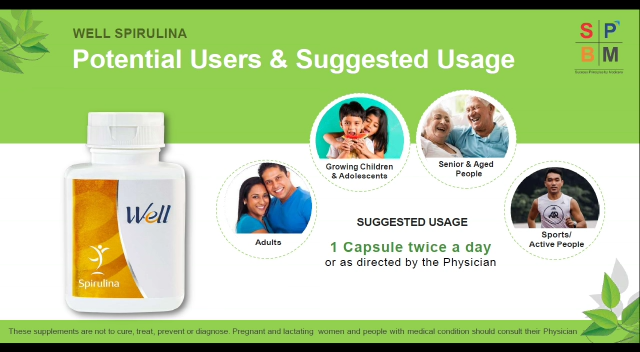 WELL SPIRULINA
Potential Users & Suggested Usage
S P
B M
Well
Spirulina
Adults
Growing Children
& Adolescents
Senior & Aged
People
Sports/
Active People
SUGGESTED USAGE
1 Capsule twice a day
or as directed by the Physician
These supplements are not to cure, treat, prevent or diagnose. Pregnant and lactating women and people with medical condition should consult their Physician